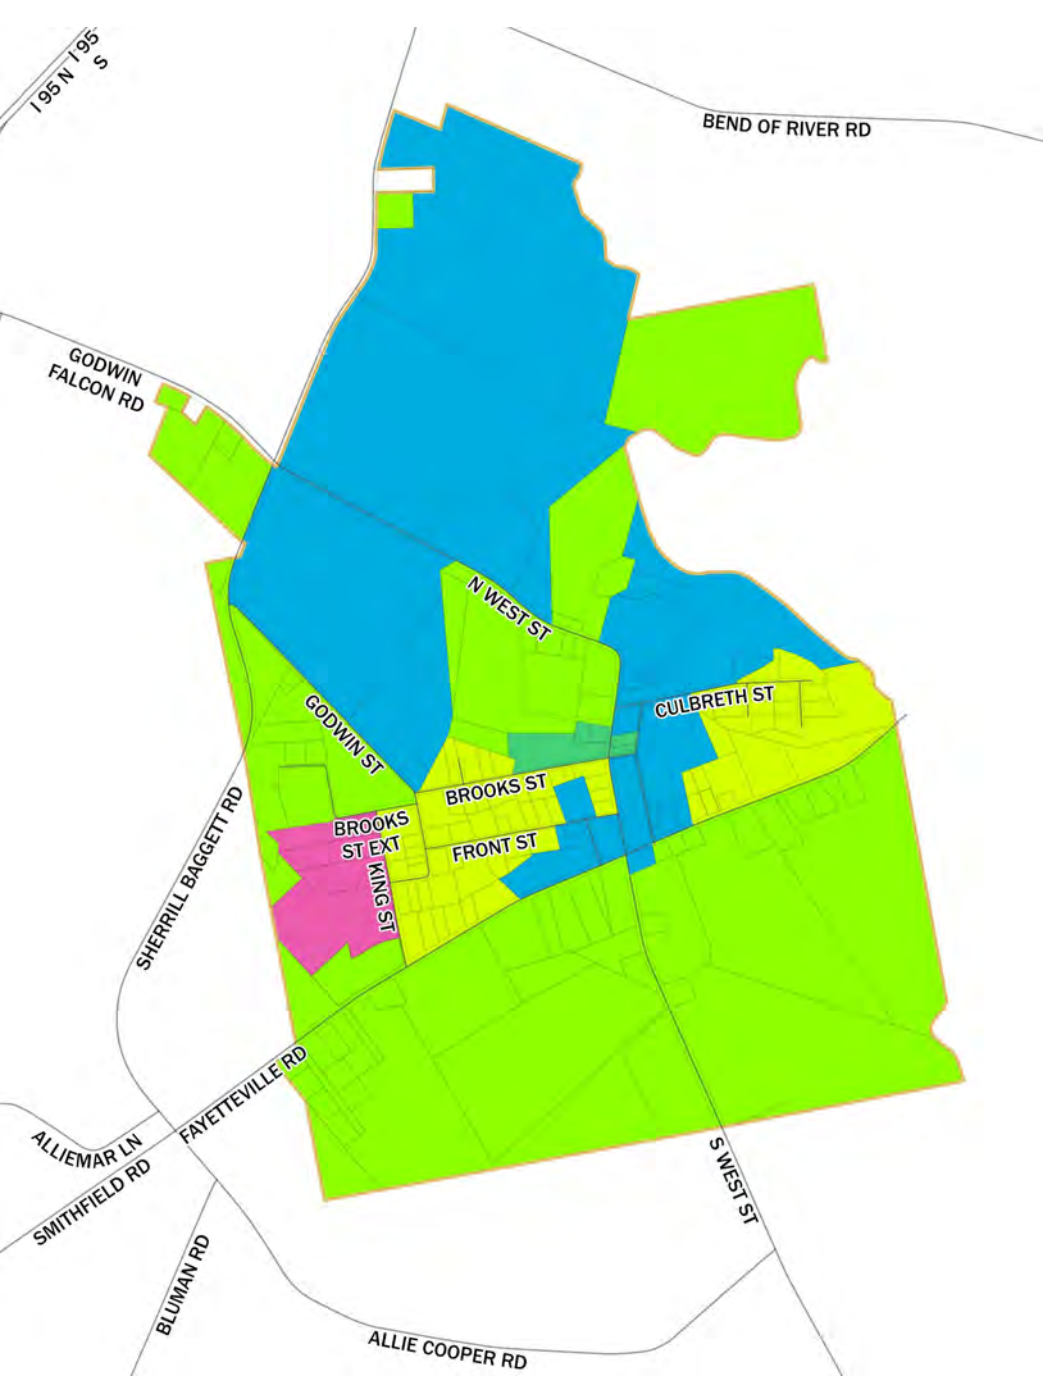 I 95 N
I 95
S
BEND OF RIVER RD
GODWIN
FALCON RD
N WEST ST
CULBRETH ST
GODWIN ST
BROOKS ST
BROOKS
ST EXT
FRONT ST
KING ST
SHERRILL BAGGETT RD
FAYETTEVILLE RD
ALLIEMAR LN
SMITHFIELD RD
S WEST ST
BLUMAN RD
ALLIE COOPER RD